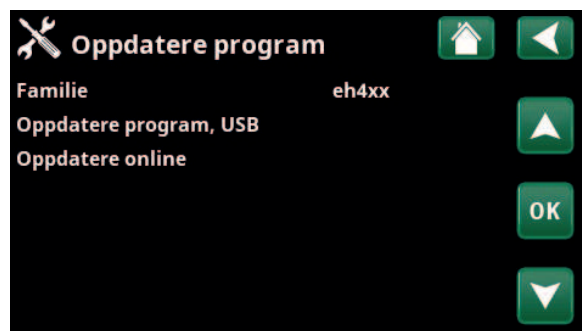 Oppdatere program
Familie eh4xx
Oppdatere program, USB
Oppdatere online
OK